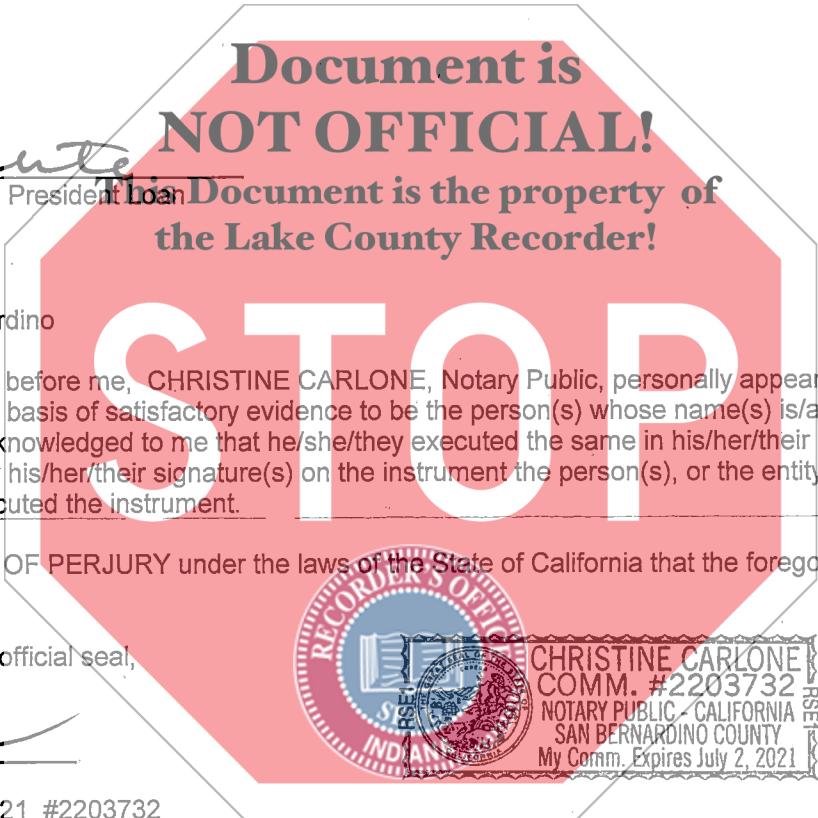 Document is
NOT OFFICIAL!
This Document is the property of
the Lake County Recorder!
President Loan
rdino
STOP
before me, CHRISTINE CARLONE, Notary Public, personally appear
basis of satisfactory evidence to be the person(s) whose name(s) is/a
knowledged to me that he/she/they executed the same in his/her/their
his/her/their signature(s) on the instrument the person(s), or the entity
cuted the instrument.
OF PERJURY under the laws of the State of California that the forego
RECORDER'S OFFICE
INDIANA
official seal,
CHRISTINE CARLONE
COMM. #2203732
NOTARY PUBLIC - CALIFORNIA
SAN BERNARDINO COUNTY
My Comm. Expires July 2, 2021
RSE1
RSE1
21 #2203732